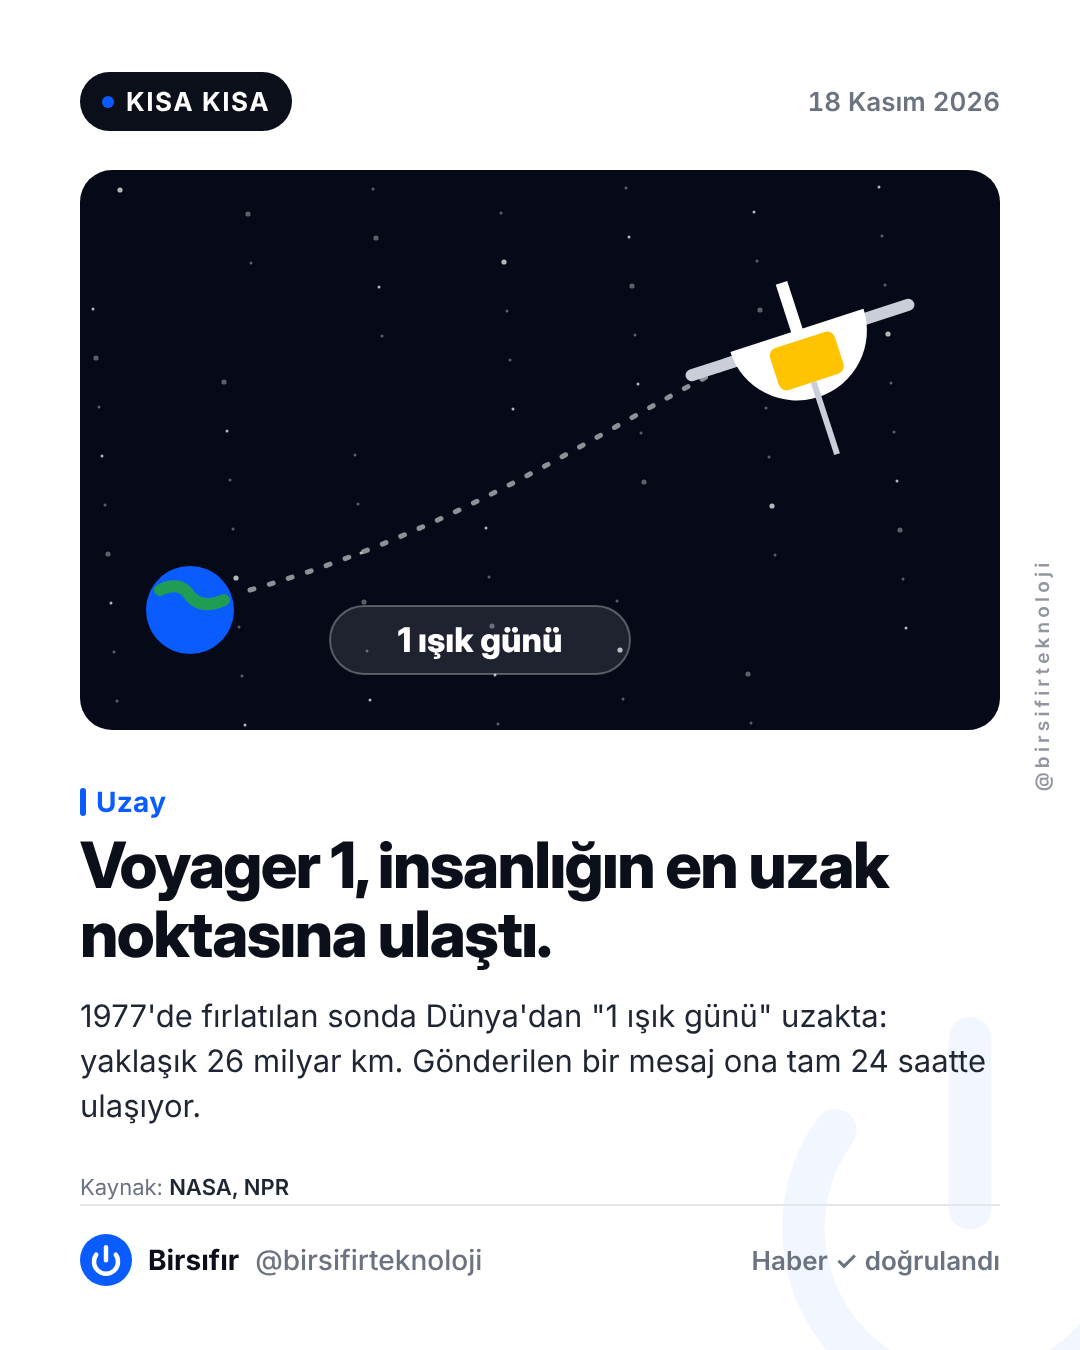 KISA KISA
18 Kasım 2026
1 ışık günü
@birsifirteknoloji
Uzay
Voyager 1, insanlığın en uzak
noktasına ulaştı.
1977'de fırlatılan sonda Dünya'dan "1 ışık günü" uzakta:
yaklaşık 26 milyar km. Gönderilen bir mesaj ona tam 24 saatte
ulaşıyor.
Kaynak: NASA, NPR
Birsıfır @birsifirteknoloji
Haber ✓ doğrulandı